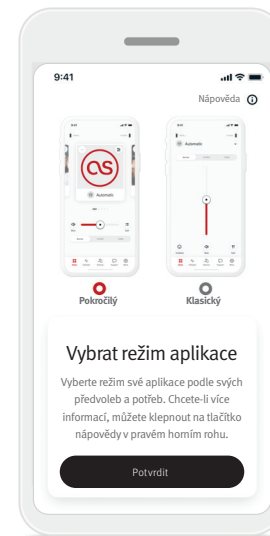 9:41
Nápověda
Automatic
Automatic
Pokročilý
Klasický
Vybrat režim aplikace
Vyberte režim své aplikace podle svých
předvoleb a potřeb. Chcete-li více
informací, můžete klepnout na tlačítko
nápovědy v pravém horním rohu.
Potvrdit